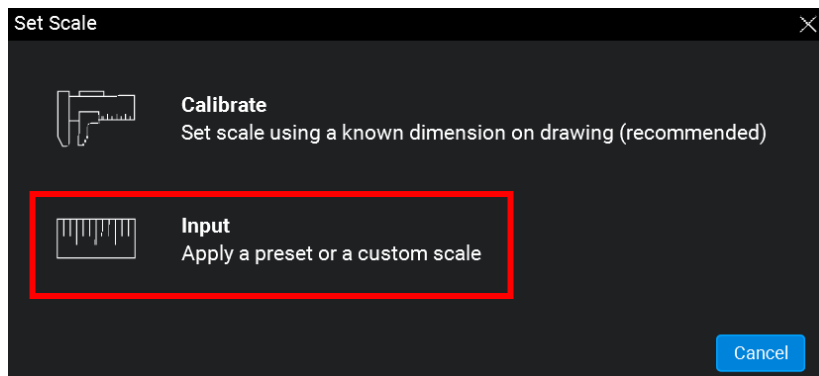 Set Scale
Calibrate
Set scale using a known dimension on drawing (recommended)
Input
Apply a preset or a custom scale
Cancel